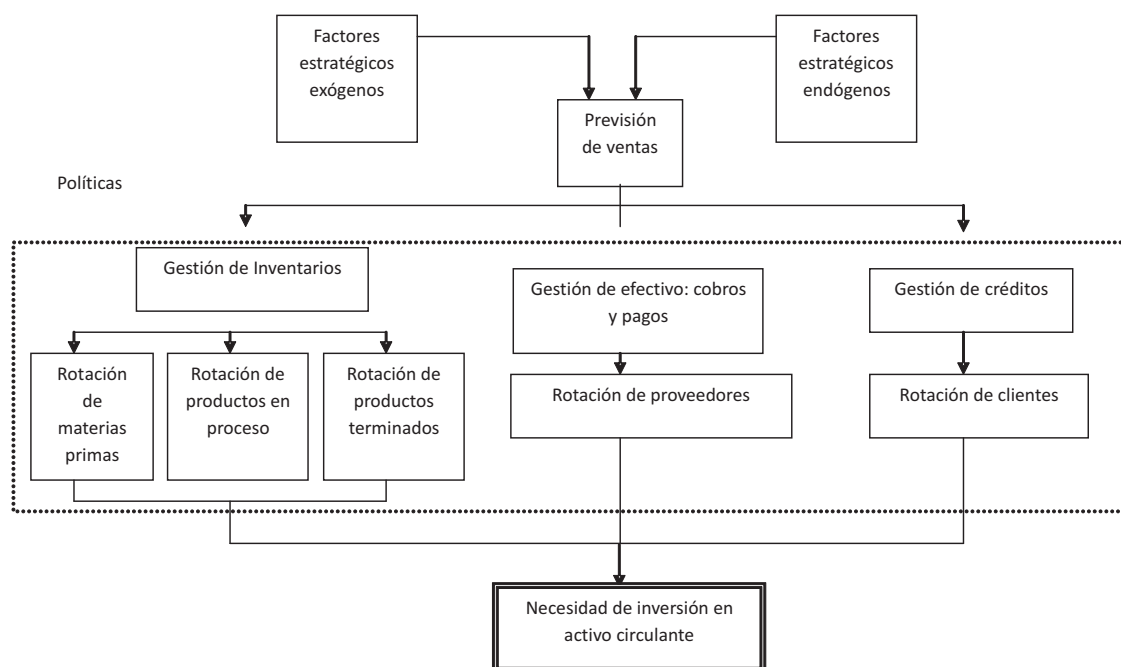 Factores
estratégicos
exógenos
Factores
estratégicos
endógenos
Previsión
de ventas
Políticas
Gestión de Inventarios
Gestión de efectivo: cobros
y pagos
Gestión de créditos
Rotación
de
materias
primas
Rotación de
productos en
proceso
Rotación de
productos
terminados
Rotación de proveedores
Rotación de clientes
Necesidad de inversión en
activo circulante